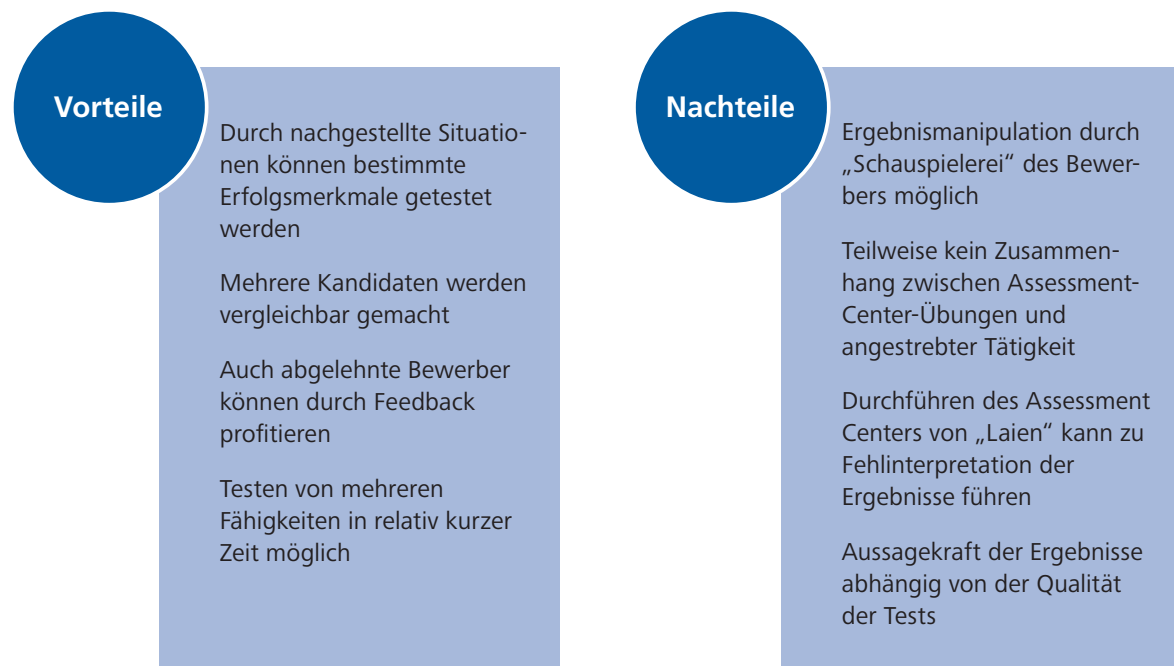 Vorteile
Durch nachgestellte Situatio-
nen können bestimmte
Erfolgsmerkmale getestet
werden
Mehrere Kandidaten werden
vergleichbar gemacht
Auch abgelehnte Bewerber
können durch Feedback
profitieren
Testen von mehreren
Fähigkeiten in relativ kurzer
Zeit möglich
Nachteile
Ergebnismanipulation durch
„Schauspielerei“ des Bewer-
bers möglich
Teilweise kein Zusammen-
hang zwischen Assessment-
Center-Übungen und
angestrebter Tätigkeit
Durchführen des Assessment
Centers von „Laien“ kann zu
Fehlinterpretation der
Ergebnisse führen
Aussagekraft der Ergebnisse
abhängig von der Qualität
der Tests